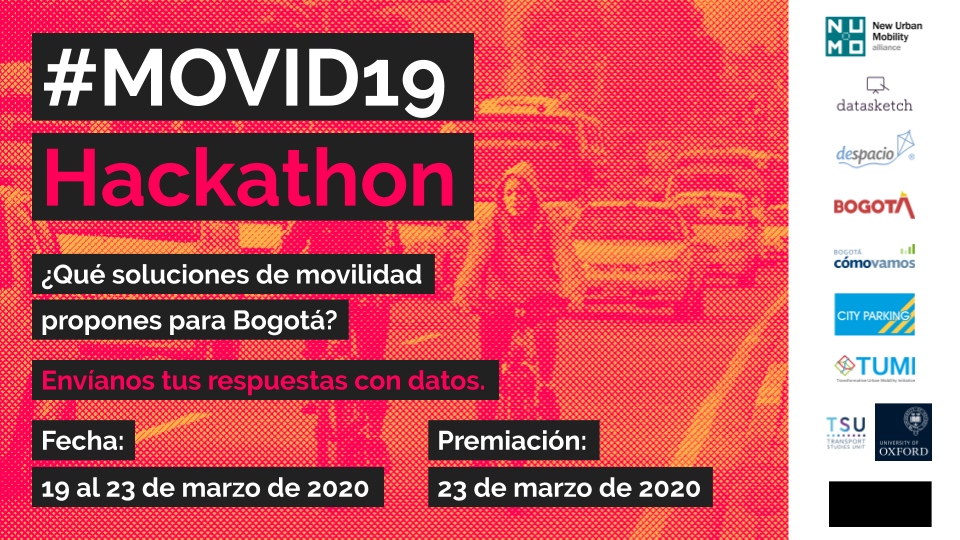 #MOVID19
Hackathon
¿Qué soluciones de movilidad
propones para Bogotá?
Envíanos tus respuestas con datos.
Fecha:
19 al 23 de marzo de 2020
Premiación:
23 de marzo de 2020
NUMO
New Urban
Mobility
alliance
datasketch
despacio®
BOGOTÁ
BOGOTÁ
cómovamos
CITY PARKING
TUMI
Transformative Urban Mobility Initiative
TSU
TRANSPORT
STUDIES UNIT
UNIVERSITY OF
OXFORD